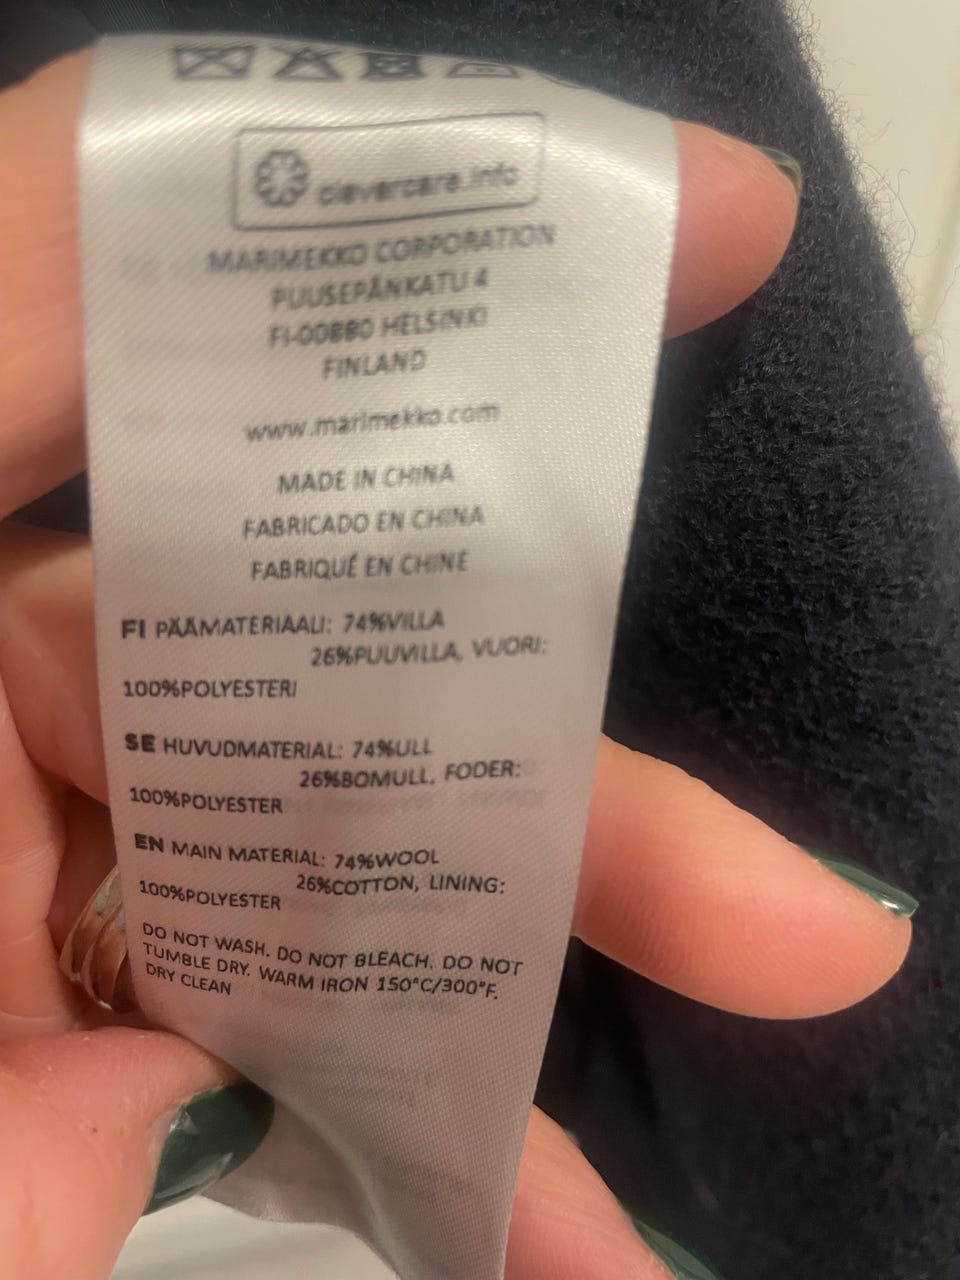 clevercare.info
MARIMEKKO CORPORATION
PUUSEPÄNKATU 4
FI-00880 HELSINKI
FINLAND
www.marimekko.com
MADE IN CHINA
FABRICADO EN CHINA
FABRIQUÉ EN CHINE
FI PÄÄMATERIAALI: 74%VILLA
26%PUUVILLA, VUORI:
100%POLYESTERI
SE HUVUDMATERIAL: 74%ULL
26%BOMULL, FODER:
100%POLYESTER
EN MAIN MATERIAL: 74%WOOL
26%COTTON, LINING:
100%POLYESTER
DO NOT WASH. DO NOT BLEACH. DO NOT
TUMBLE DRY. WARM IRON 150°C/300°F.
DRY CLEAN